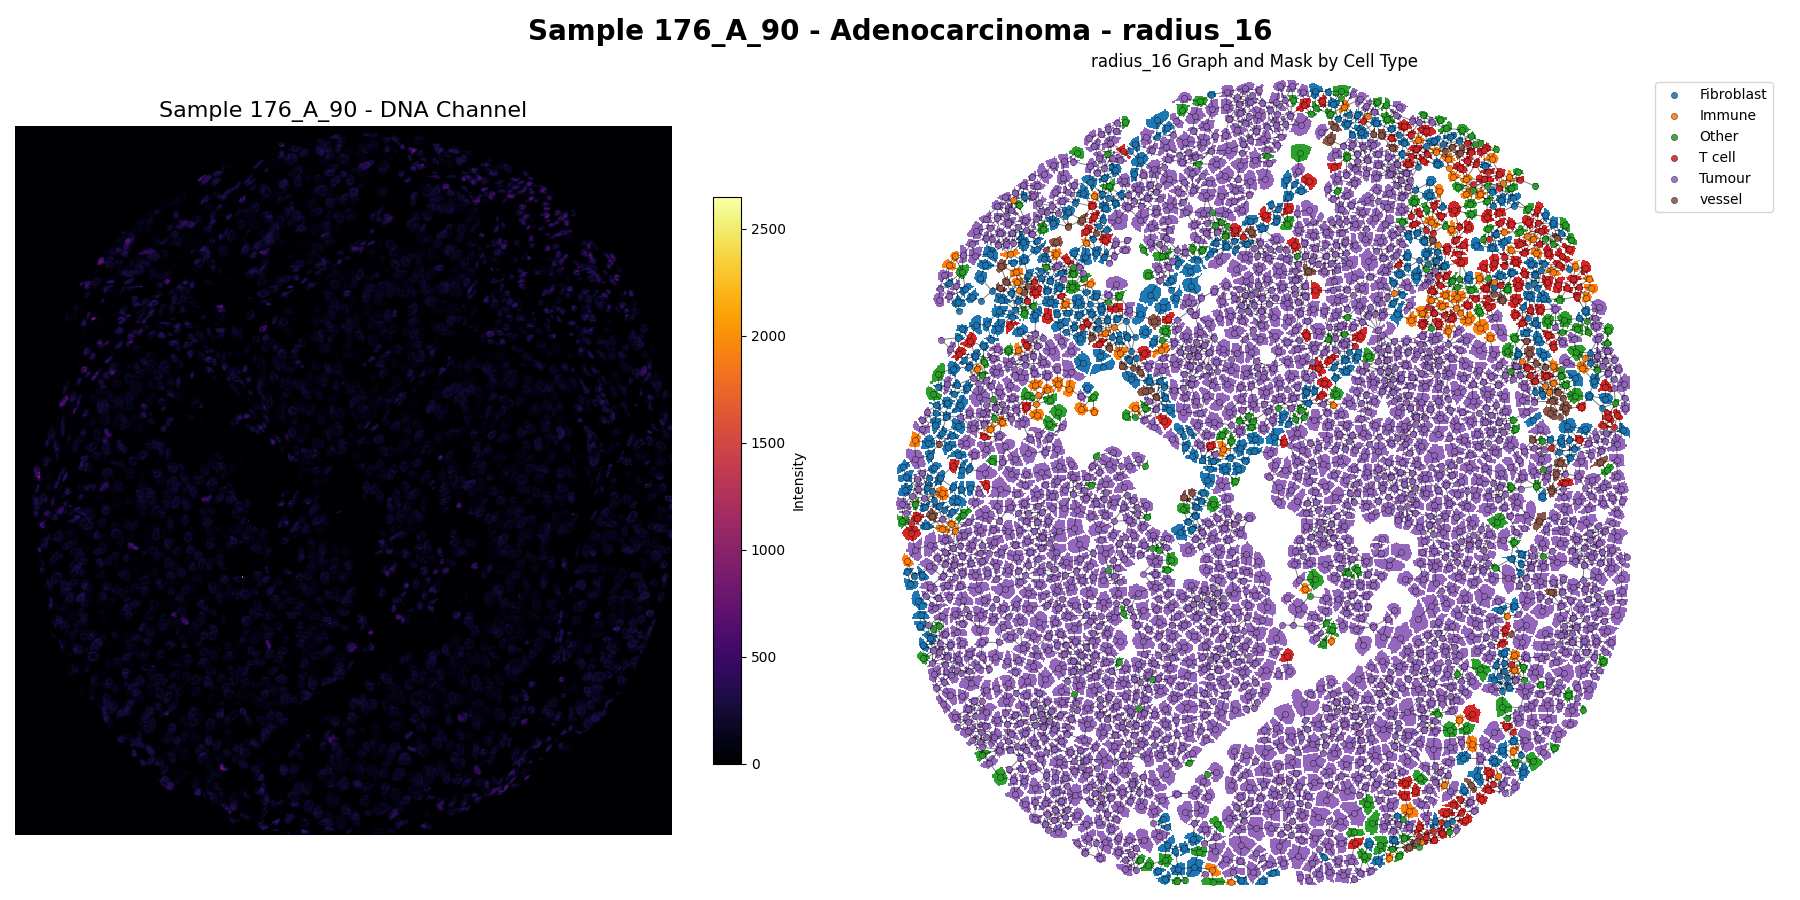 Sample 176_A_90 - Adenocarcinoma - radius_16
Sample 176_A_90 - DNA Channel
2500
2000
1500
1000
500
0
Intensity
radius_16 Graph and Mask by Cell Type
Fibroblast
Immune
Other
T cell
Tumour
vessel